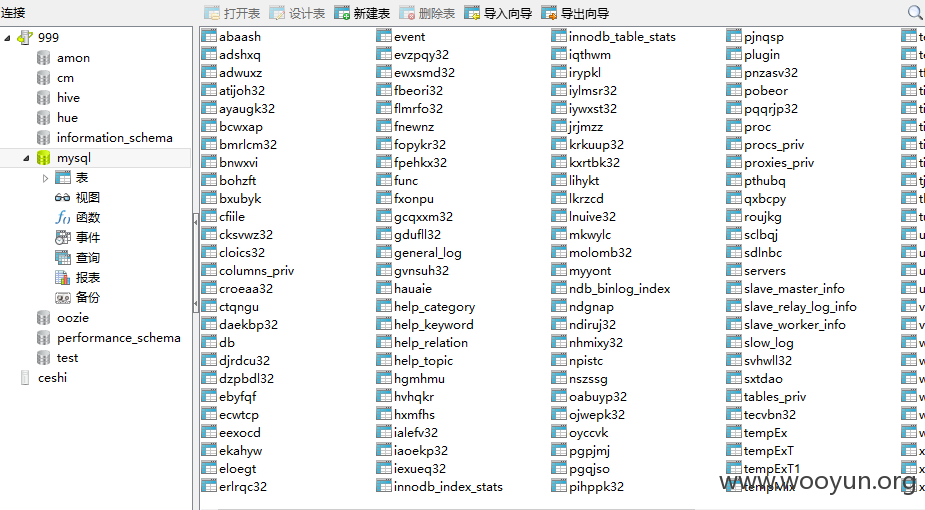 连接
打开表 设计表 新建表 删除表 导入向导 导出向导
999
amon
cm
hive
hue
information_schema
mysql
表
视图
函数
事件
查询
报表
备份
oozie
performance_schema
test
ceshi
abaash
adshxq
adwuxz
atijoh32
ayaugk32
bcwxap
bmrlcm32
bnwxvi
bohzft
bxubyk
cfiile
cksvwz32
cloics32
columns_priv
croeaa32
ctqngu
daekbp32
db
djrdcu32
dzpbdl32
ebyfqf
ecwtcp
eexocd
ekahyw
eloegt
erlrqc32
event
evzpqy32
ewxsmd32
fbeori32
flmrfo32
fnewnz
fopykr32
fpehkx32
func
fxonpu
gcqxxm32
gdufll32
general_log
gvnsuh32
hauaie
help_category
help_keyword
help_relation
help_topic
hgmhmu
hvhqkr
hxmfhs
ialefv32
iaoekp32
iexueq32
innodb_index_stats
innodb_table_stats
iqthwm
irypkl
iylmsr32
iywxst32
jrjmzz
krkuup32
kxrtbk32
lihykt
lkrzcd
lnuive32
mkwylc
molomb32
myyont
ndb_binlog_index
ndgnap
ndiruj32
nhmixy32
npistc
nszssg
oabuyp32
ojwepk32
oyccvk
pgpjmj
pgqjso
pihppk32
pjnqsp
plugin
pnzasv32
pobeor
pqqrjp32
proc
procs_priv
proxies_priv
pthubq
qxbcpy
roujkg
sclbqj
sdlnbc
servers
slave_master_info
slave_relay_log_info
slave_worker_info
slow_log
svhwll32
sxtdao
tables_priv
tecvbn32
tempEx
tempExT
tempExT1
tempMix
www.wooyun.org